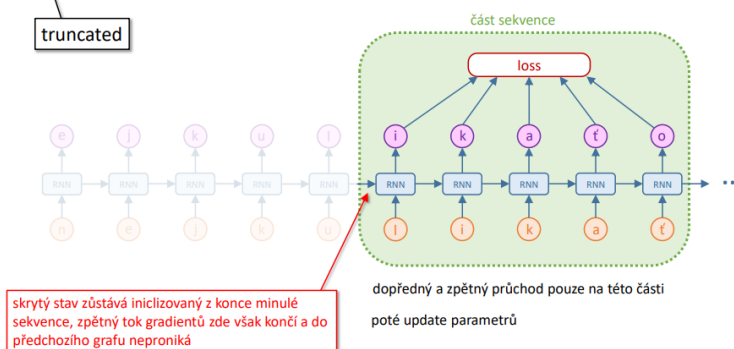 truncated
část sekvence
loss
e j k u l i k a ť o
RNN RNN RNN RNN RNN RNN RNN RNN RNN RNN ...
n e j k u l i k a ť
skrytý stav zůstává iniclizovaný z konce minulé
sekvence, zpětný tok gradientů zde však končí a do
předchozího grafu neproniká
dopředný a zpětný průchod pouze na této části
poté update parametrů